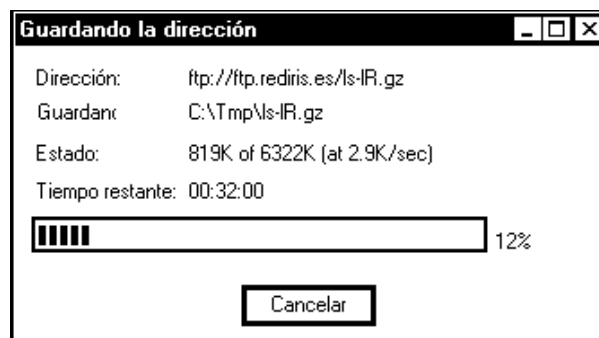 Guardando la dirección
Dirección: ftp://ftp.rediris.es/ls-lR.gz
Guardand C:\Tmp\ls-lR.gz
Estado: 819K of 6322K (at 2.9K/sec)
Tiempo restante: 00:32:00
12%
Cancelar